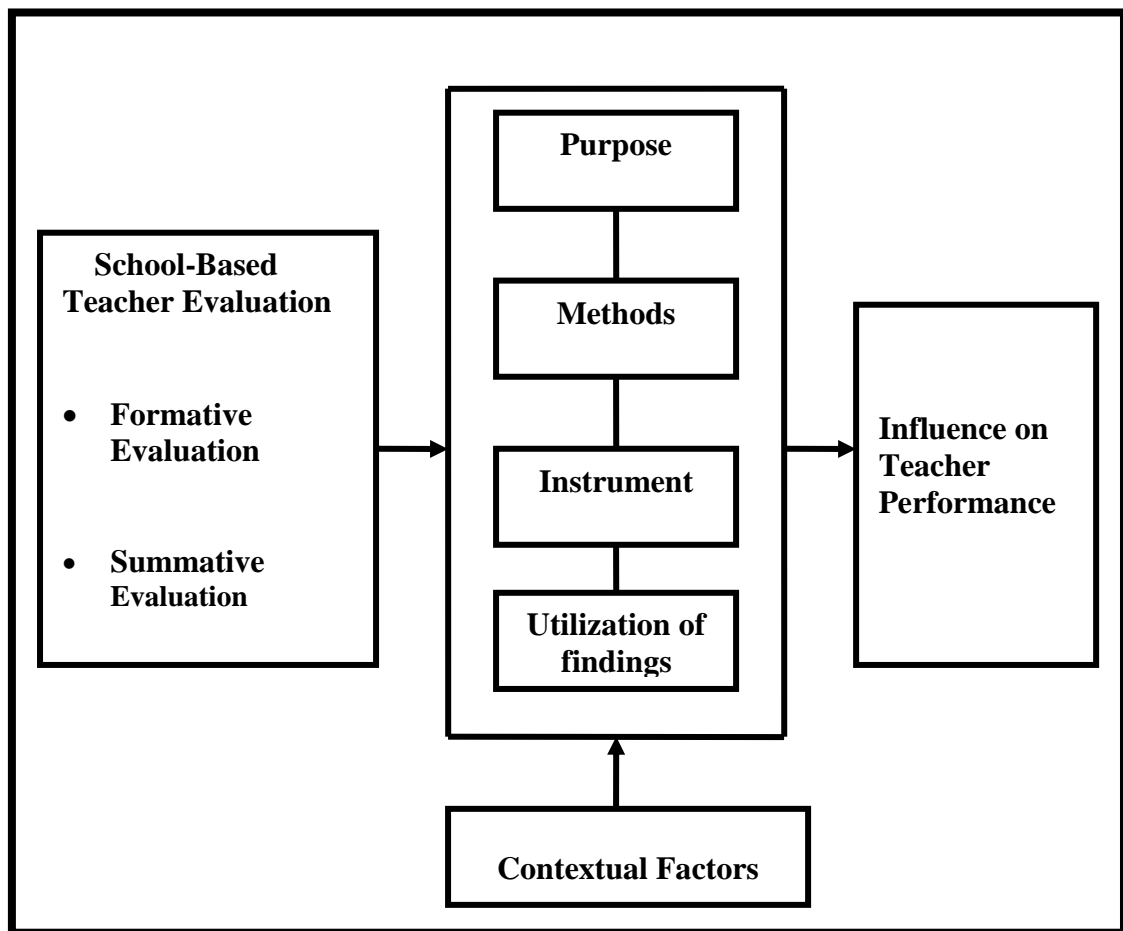 School-Based
Teacher Evaluation
• Formative
Evaluation
• Summative
Evaluation
Purpose
Methods
Instrument
Utilization of
findings
Influence on
Teacher
Performance
Contextual Factors